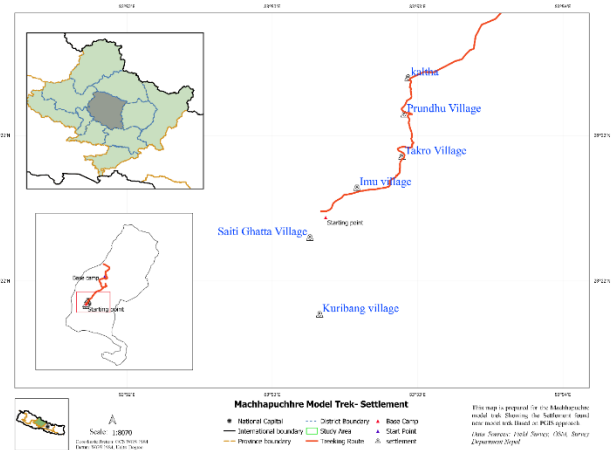 kaltha
Prundhu Village
Takro Village
Imu village
Starting point
Saiti Ghatta Village
Kuribang village
Base camp
Starting point
Machhapuchhre Model Trek- Settlement
National Capital
International boundary
Province boundary
District Boundary
Study Area
Treeking Route
Base Camp
Start Point
settlement
Scale 1:8070
This map is prepared for the Machhapuchhre
model trek Showing the Settlement found
near model trek Based on PGIS approach
Data Sources: Field Survey, OSM, Survey
Department Nepal